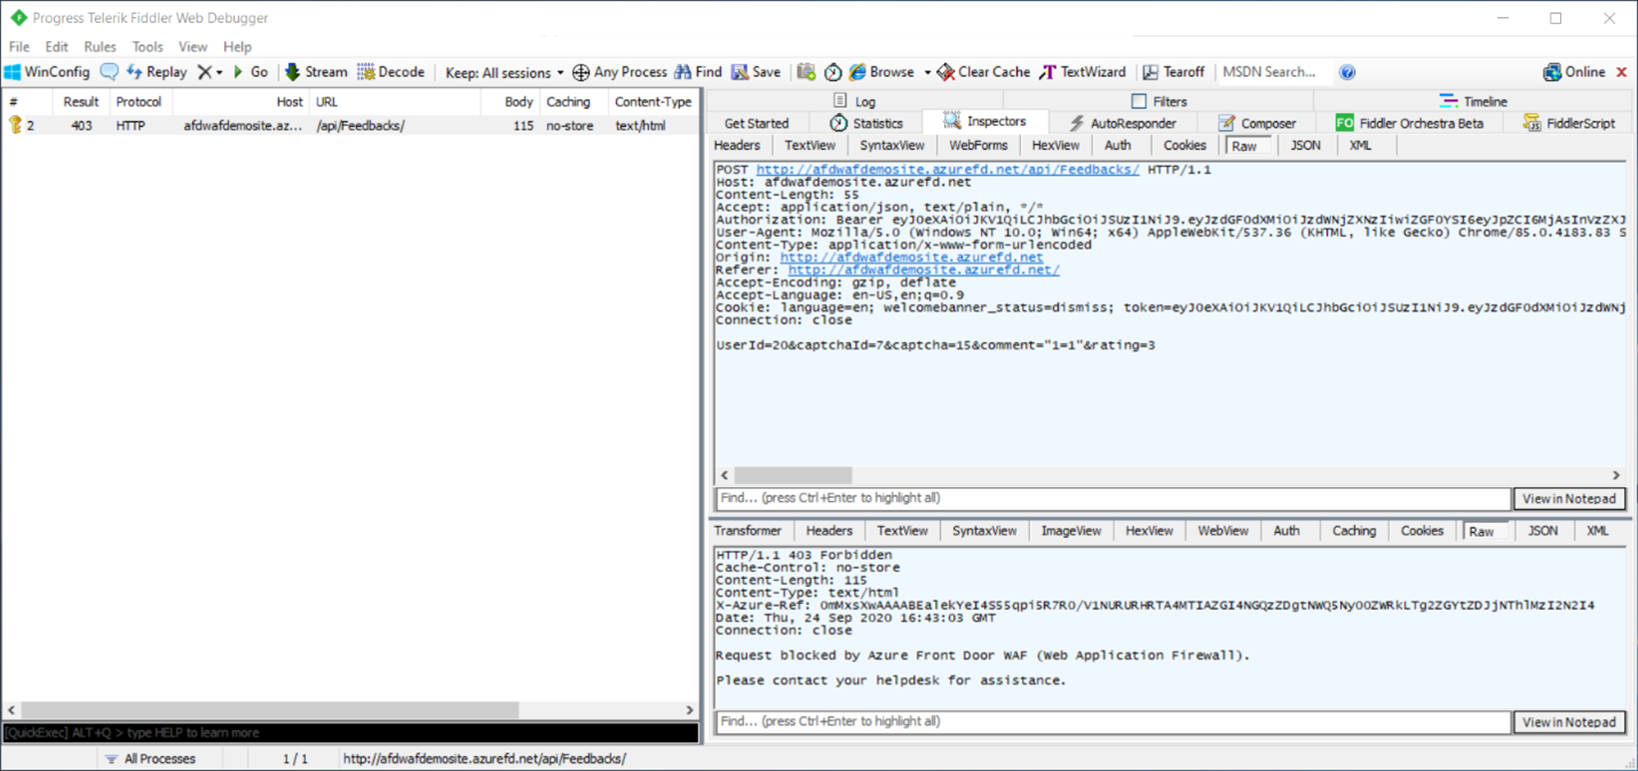 Progress Telerik Fiddler Web Debugger
File Edit Rules Tools View Help
WinConfig Replay Go Stream Decode Keep: All sessions Any Process Find Save Browse Clear Cache TextWizard Tearoff MSDN Search... Online
# Result Protocol Host URL Body Caching Content-Type
2 403 HTTP afdwafdemosite.az... /api/Feedbacks/ 115 no-store text/html
[QuickExec] ALT+Q > type HELP to learn more
All Processes 1 / 1 http://afdwafdemosite.azurefd.net/api/Feedbacks/
Log Filters Timeline
Get Started Statistics Inspectors AutoResponder Composer FO Fiddler Orchestra Beta FiddlerScript
Headers TextView SyntaxView WebForms HexView Auth Cookies Raw JSON XML
POST http://afdwafdemosite.azurefd.net/api/Feedbacks/ HTTP/1.1
Host: afdwafdemosite.azurefd.net
Content-Length: 55
Accept: application/json, text/plain, */*
Authorization: Bearer eyJ0eXAiOiJKV1QiLCJhbGciOiJSUzI1NiJ9.eyJzdGF0dXMiOiJzdWNjZXNzIiwiZGF0YSI6eyJpZCI6MjAsInVzZXJ
User-Agent: Mozilla/5.0 (Windows NT 10.0; Win64; x64) AppleWebKit/537.36 (KHTML, like Gecko) Chrome/85.0.4183.83 S
Content-Type: application/x-www-form-urlencoded
Origin: http://afdwafdemosite.azurefd.net
Referer: http://afdwafdemosite.azurefd.net/
Accept-Encoding: gzip, deflate
Accept-Language: en-US,en;q=0.9
Cookie: language=en; welcomebanner_status=dismiss; token=eyJ0eXAiOiJKV1QiLCJhbGciOiJSUzI1NiJ9.eyJzdGF0dXMiOiJzdWNj
Connection: close
UserId=20&captchaId=7&captcha=15&comment="1=1"&rating=3
Find... (press Ctrl+Enter to highlight all) View in Notepad
Transformer Headers TextView SyntaxView ImageView HexView WebView Auth Caching Cookies Raw JSON XML
HTTP/1.1 403 Forbidden
Cache-Control: no-store
Content-Length: 115
Content-Type: text/html
X-Azure-Ref:
Date: Thu, 24 Sep 2020 16:43:03 GMT
Connection: close
Request blocked by Azure Front Door WAF (Web Application Firewall).
Please contact your helpdesk for assistance.
Find... (press Ctrl+Enter to highlight all) View in Notepad